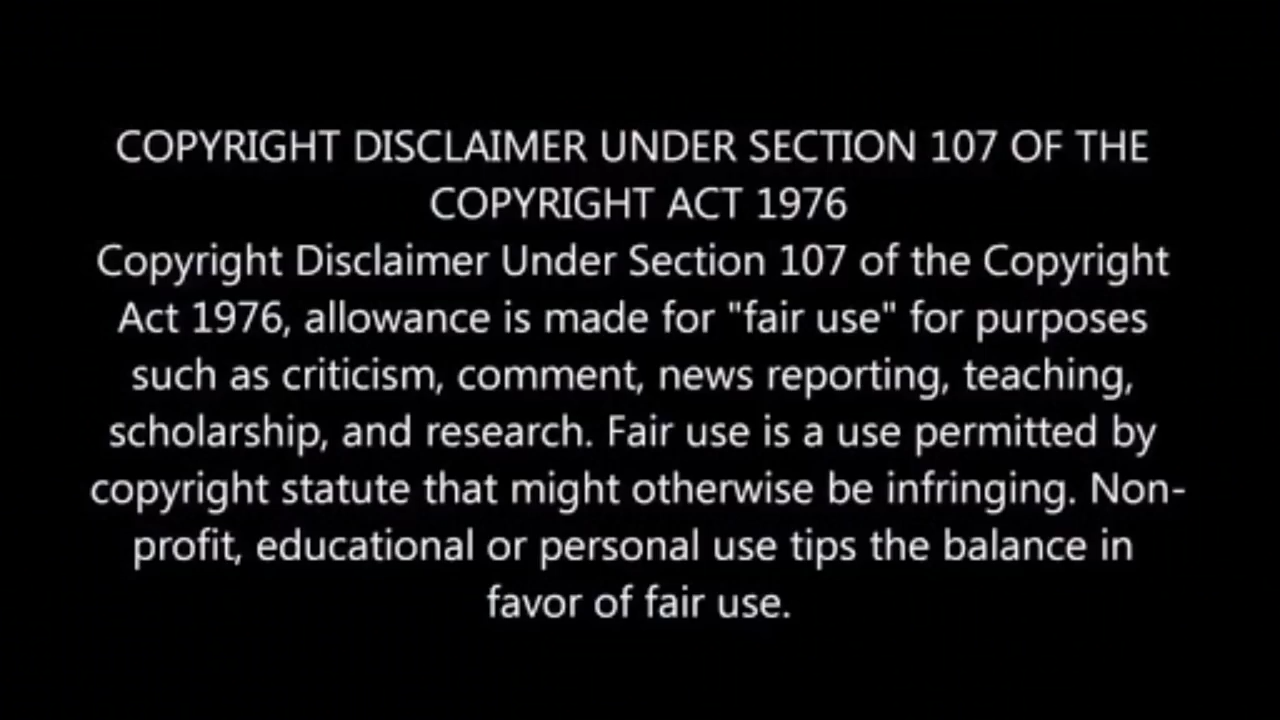 COPYRIGHT DISCLAIMER UNDER SECTION 107 OF THE
COPYRIGHT ACT 1976
Copyright Disclaimer Under Section 107 of the Copyright
Act 1976, allowance is made for "fair use" for purposes
such as criticism, comment, news reporting, teaching,
scholarship, and research. Fair use is a use permitted by
copyright statute that might otherwise be infringing. Non-
profit, educational or personal use tips the balance in
favor of fair use.